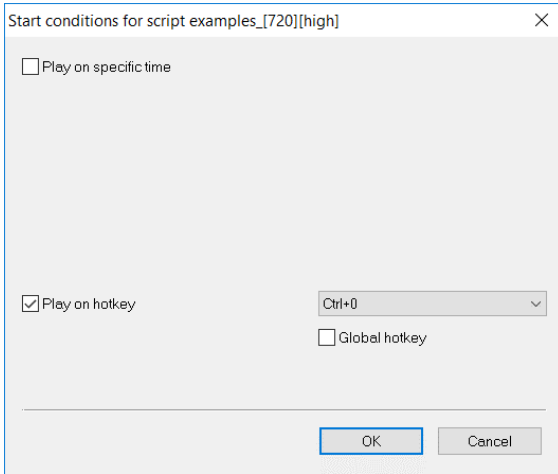 Start conditions for script examples_[720][high]
Play on specific time
Play on hotkey
Ctrl+0
Global hotkey
OK
Cancel